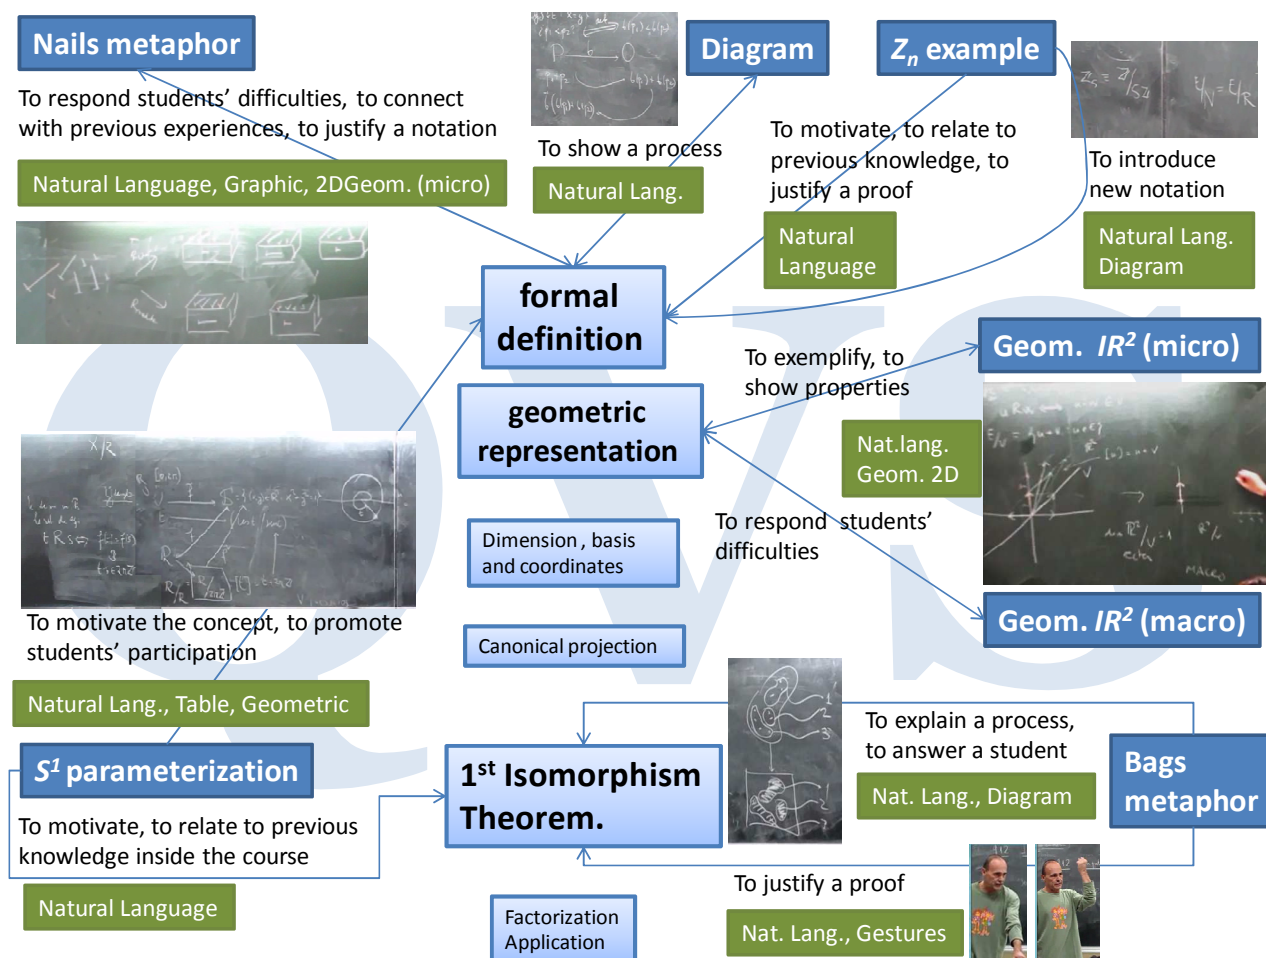 Nails metaphor
Diagram
Zn example
To respond students' difficulties, to connect
with previous experiences, to justify a notation
Natural Language, Graphic, 2DGeom. (micro)
To show a process
Natural Lang.
To motivate, to relate to
previous knowledge, to
justify a proof
Natural
Language
To introduce
new notation
Natural Lang.
Diagram
formal
definition
geometric
representation
To exemplify, to
show properties
Geom. IR² (micro)
Nat.lang.
Geom. 2D
To respond students'
difficulties
Geom. IR² (macro)
MACRO
Dimension , basis
and coordinates
Canonical projection
To motivate the concept, to promote
students' participation
Natural Lang., Table, Geometric
S¹ parameterization
To motivate, to relate to previous
knowledge inside the course
Natural Language
1st Isomorphism
Theorem.
1
2
3
To explain a process,
to answer a student
Nat. Lang., Diagram
Bags
metaphor
To justify a proof
Nat. Lang., Gestures
Factorization
Application
QVS